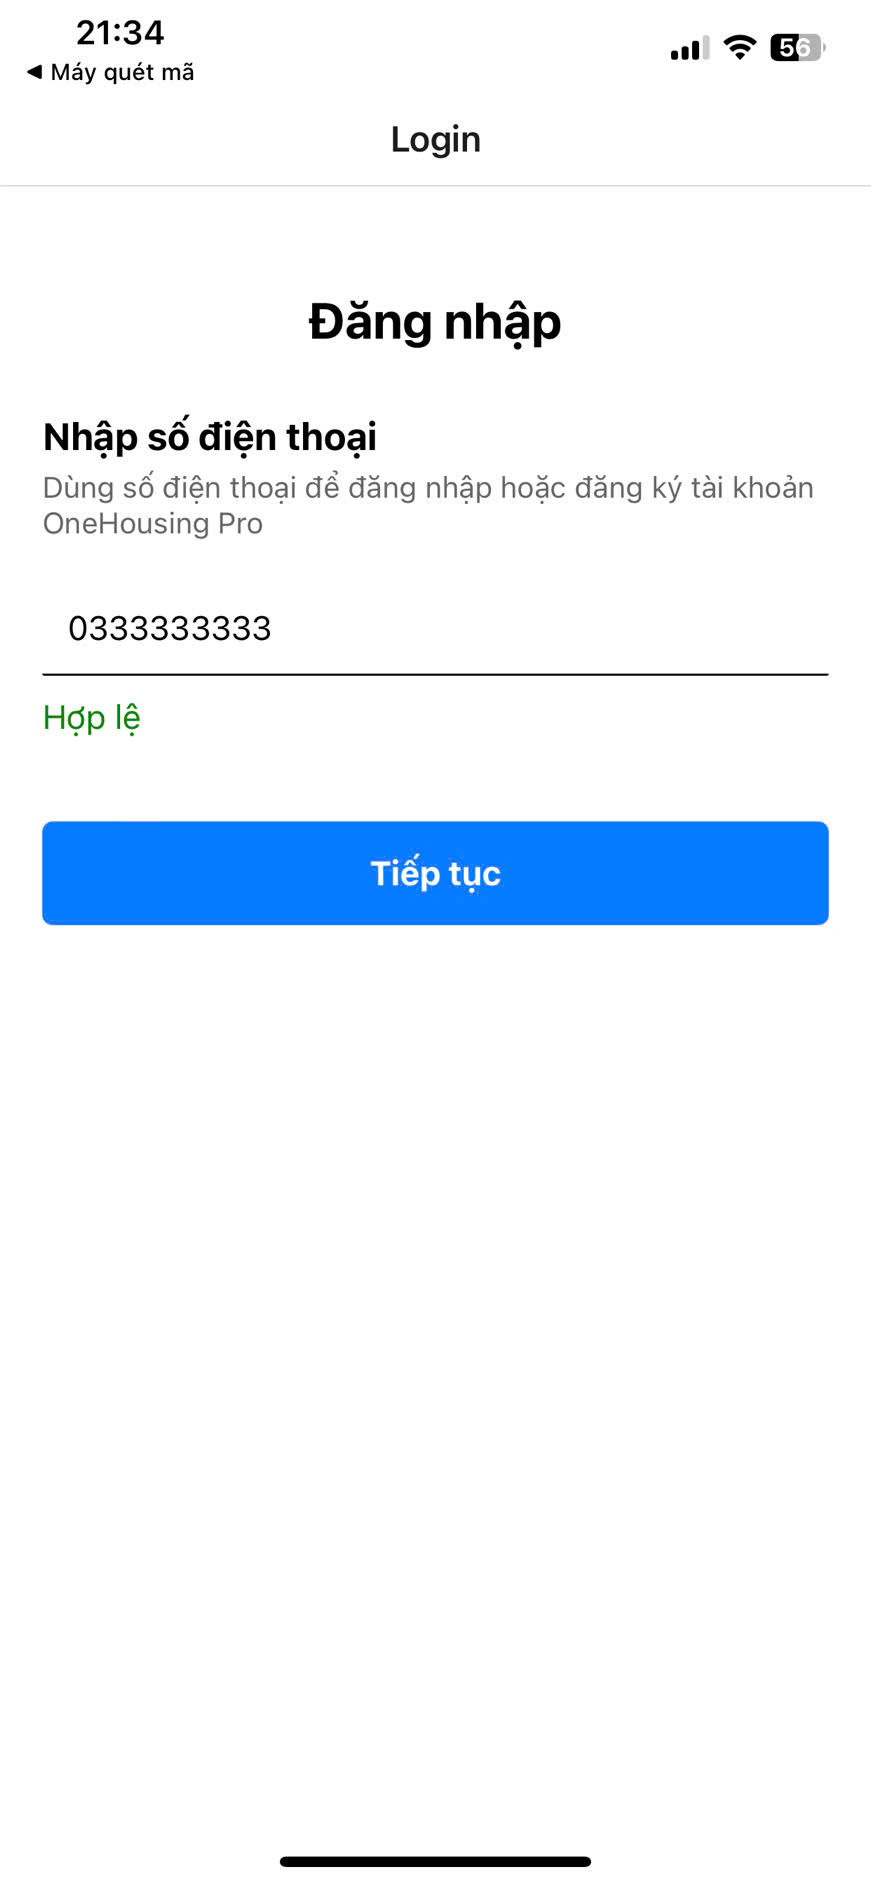 21:34
56
◀ Máy quét mã
Login
Đăng nhập
Nhập số điện thoại
Dùng số điện thoại để đăng nhập hoặc đăng ký tài khoản
OneHousing Pro
0333333333
Hợp lệ
Tiếp tục